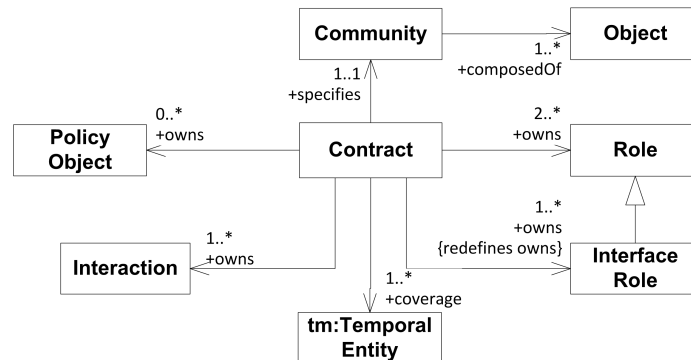 Community
Object
1..*
+composedOf
1..1
+specifies
0..*
+owns
2..*
+owns
Policy
Object
Contract
Role
1..*
+owns
{redefines owns}
1..*
+owns
Interaction
Interface
Role
1..*
+coverage
tm:Temporal
Entity